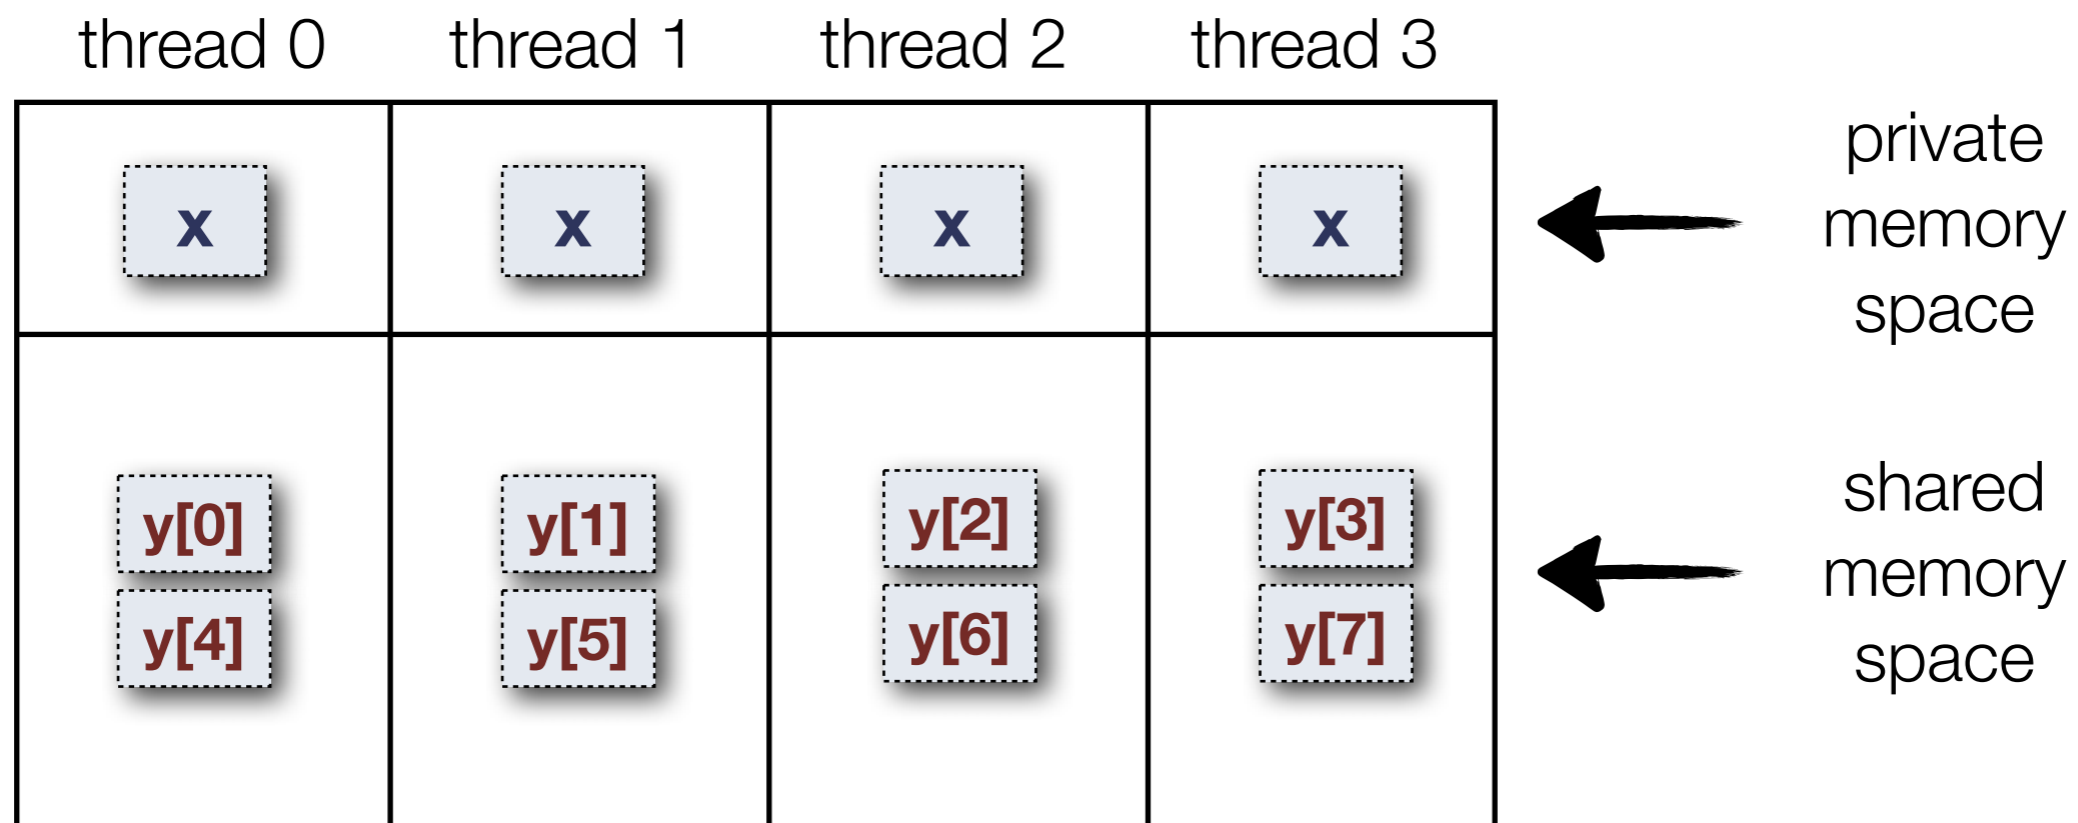 thread 0 thread 1 thread 2 thread 3
x x x x
private
memory
space
y[0] y[1] y[2] y[3]
y[4] y[5] y[6] y[7]
shared
memory
space